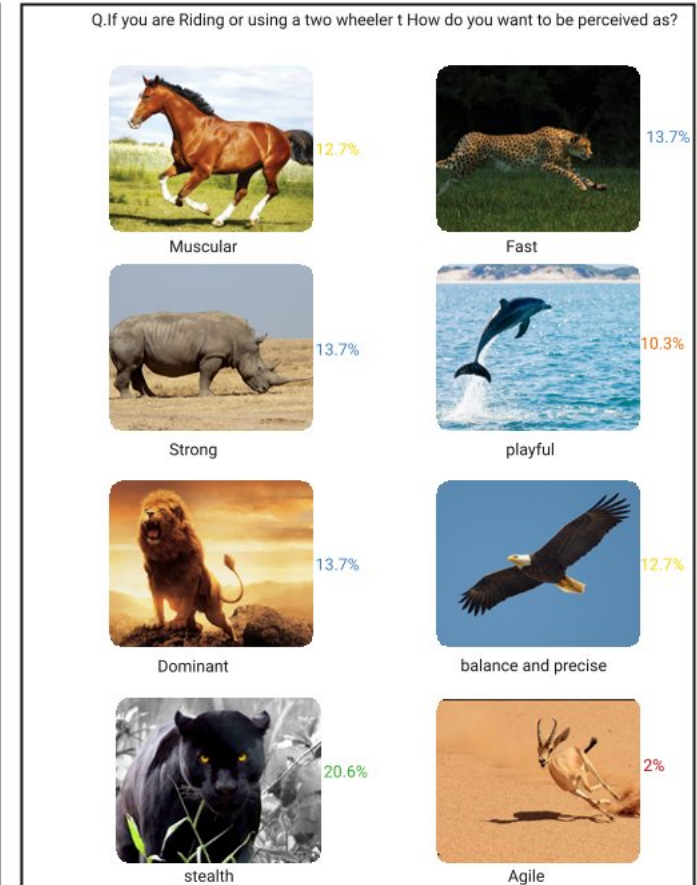 Q.If you are Riding or using a two wheeler t How do you want to be perceived as?
12.7%
13.7%
Muscular
Fast
13.7%
10.3%
Strong
playful
13.7%
12.7%
Dominant
balance and precise
20.6%
2%
stealth
Agile